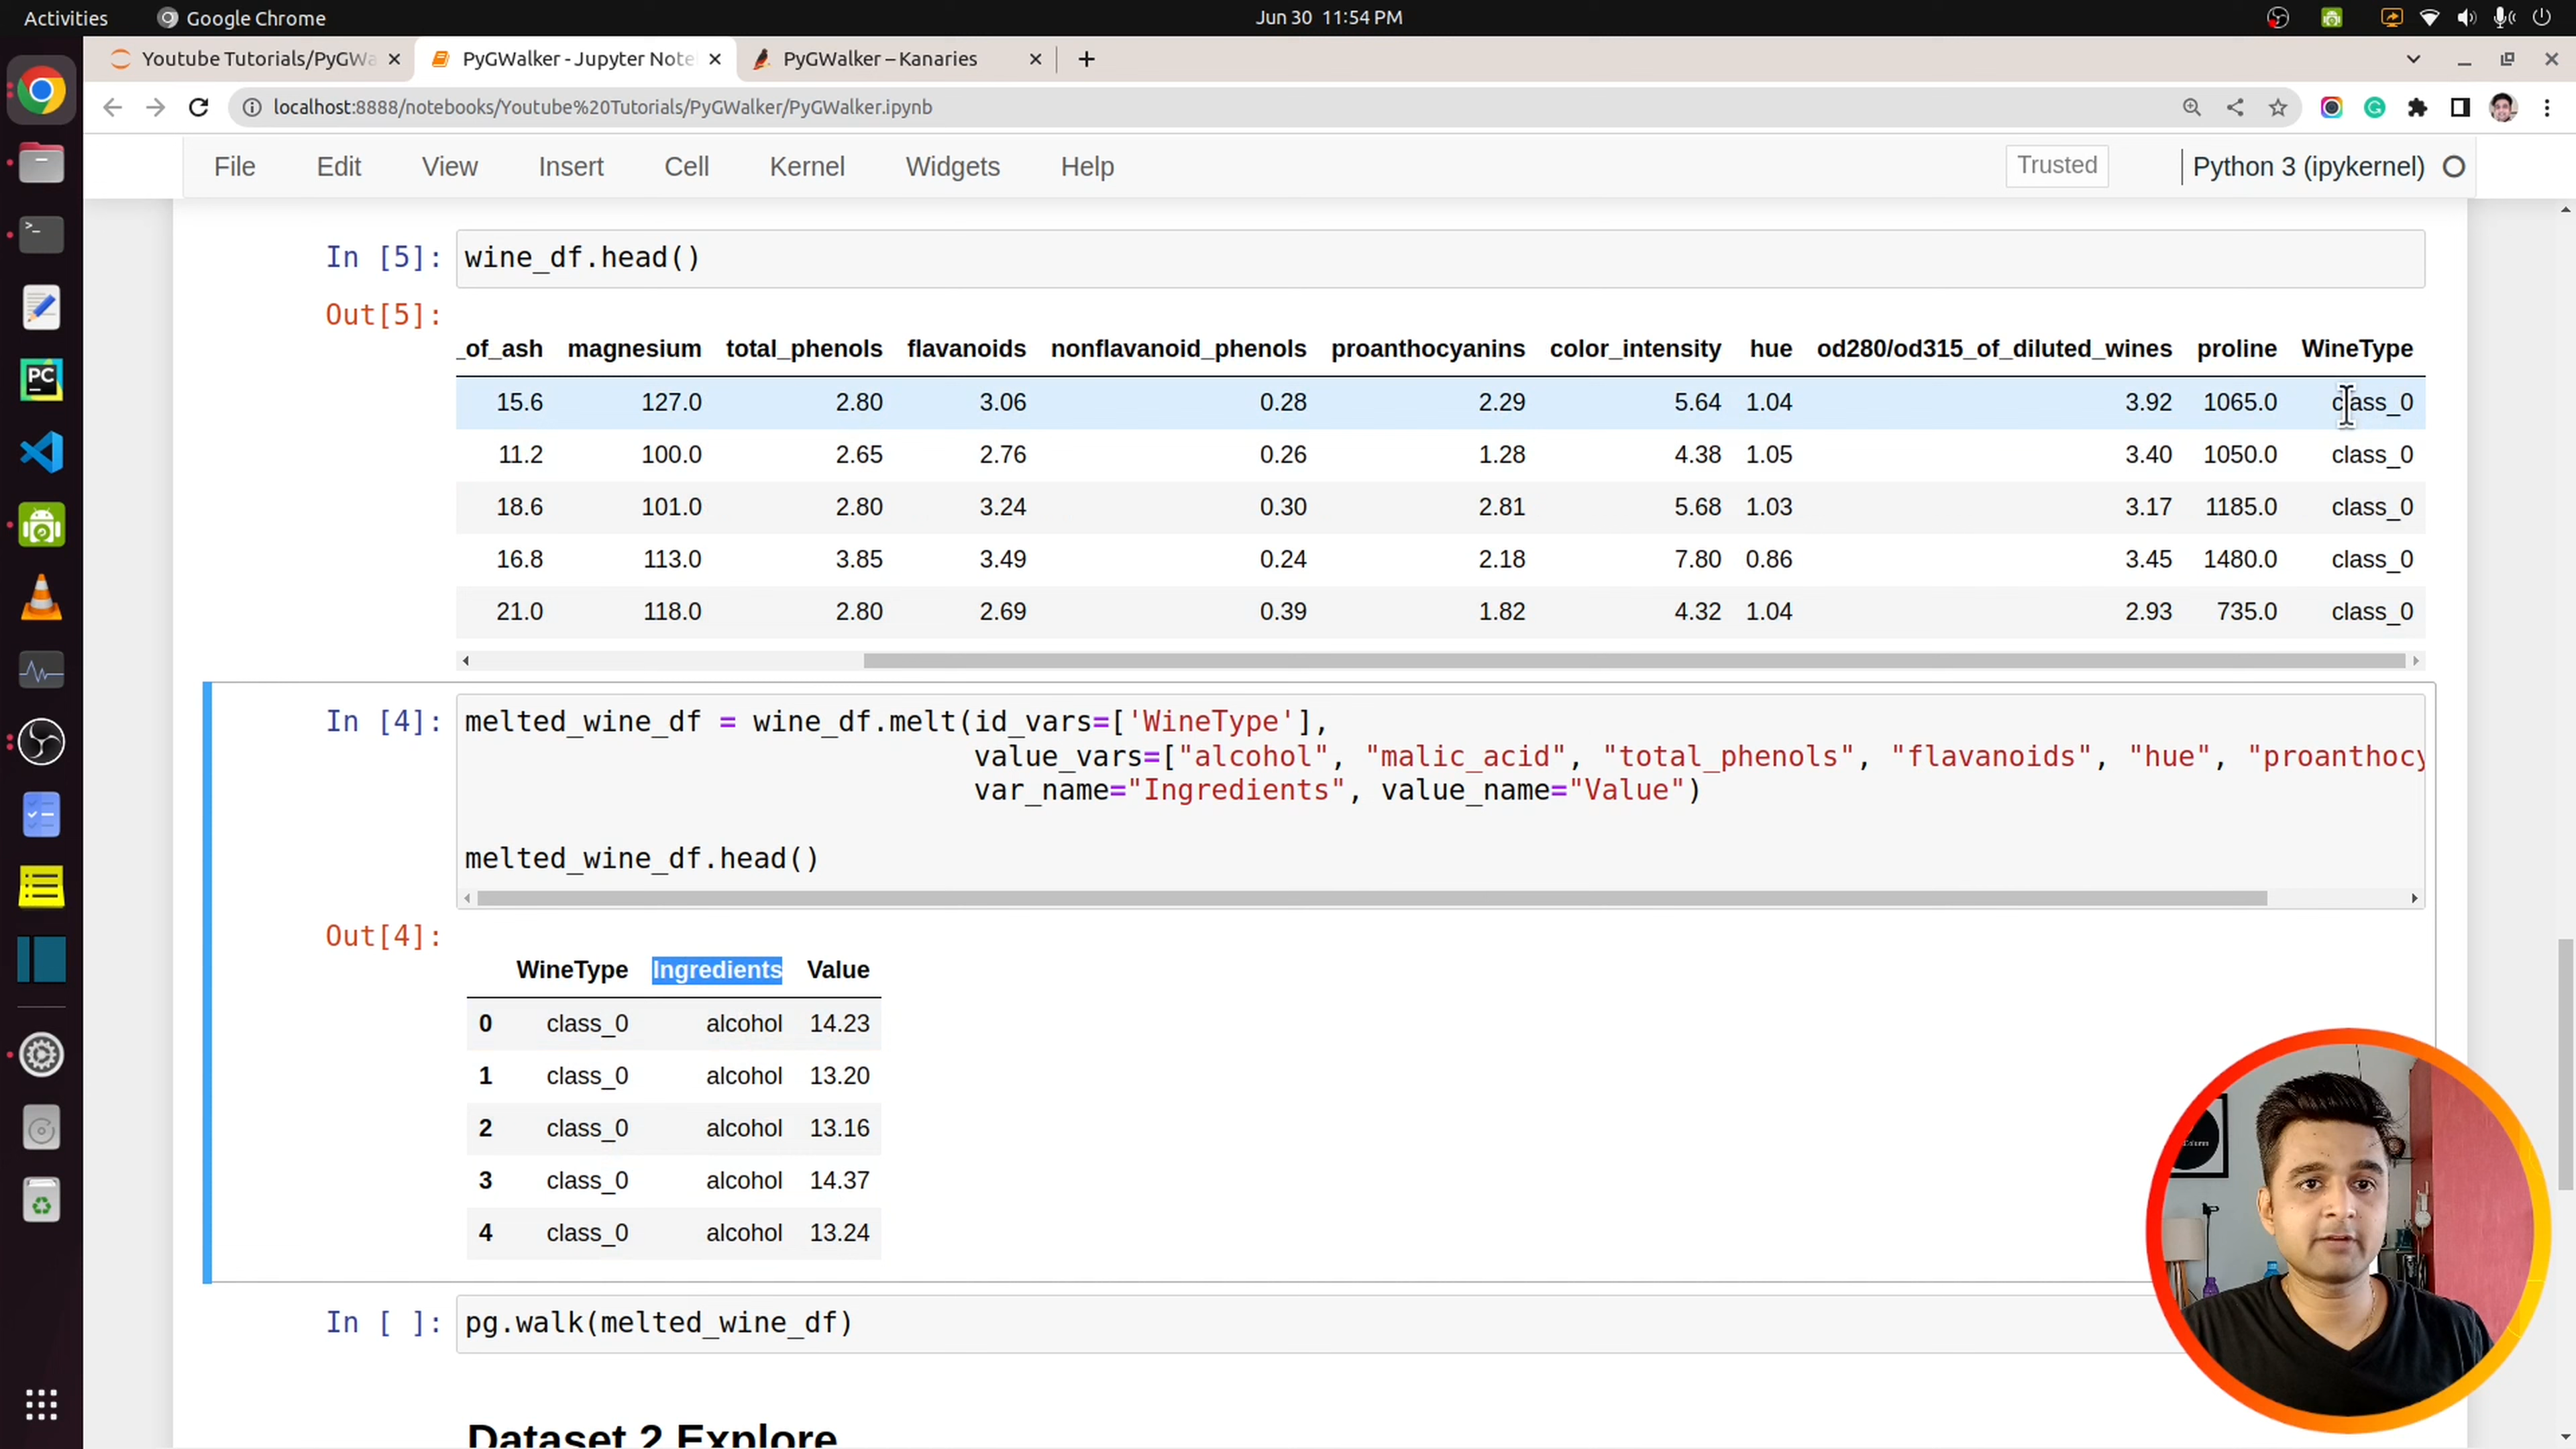 Activities Google Chrome Jun 30 11:54 PM
Youtube Tutorials/PyGWa PyGWalker - Jupyter Note PyGWalker – Kanaries
localhost:8888/notebooks/Youtube%20Tutorials/PyGWalker/PyGWalker.ipynb
File Edit View Insert Cell Kernel Widgets Help Trusted Python 3 (ipykernel)
In [5]: wine_df.head()
Out[5]:
_of_ash magnesium total_phenols flavanoids nonflavanoid_phenols proanthocyanins color_intensity hue od280/od315_of_diluted_wines proline WineType
15.6 127.0 2.80 3.06 0.28 2.29 5.64 1.04 3.92 1065.0 class_0
11.2 100.0 2.65 2.76 0.26 1.28 4.38 1.05 3.40 1050.0 class_0
18.6 101.0 2.80 3.24 0.30 2.81 5.68 1.03 3.17 1185.0 class_0
16.8 113.0 3.85 3.49 0.24 2.18 7.80 0.86 3.45 1480.0 class_0
21.0 118.0 2.80 2.69 0.39 1.82 4.32 1.04 2.93 735.0 class_0
In [4]: melted_wine_df = wine_df.melt(id_vars=['WineType'],
value_vars=["alcohol", "malic_acid", "total_phenols", "flavanoids", "hue", "proanthocy
var_name="Ingredients", value_name="Value")
melted_wine_df.head()
Out[4]:
WineType Ingredients Value
0 class_0 alcohol 14.23
1 class_0 alcohol 13.20
2 class_0 alcohol 13.16
3 class_0 alcohol 14.37
4 class_0 alcohol 13.24
In [ ]: pg.walk(melted_wine_df)
Dataset 2 Explore